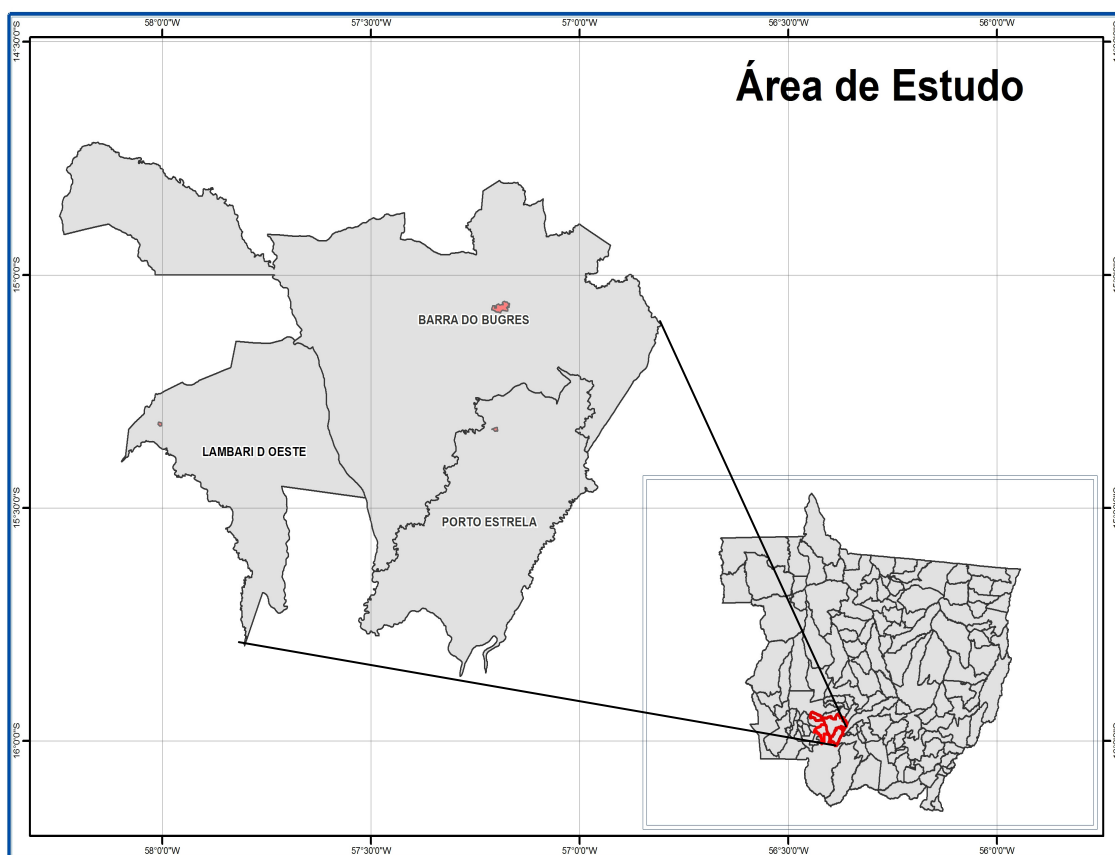 58°0'0"W 57°30'0"W 57°0'0"W 56°30'0"W 56°0'0"W
14°30'0"S
Área de Estudo
15°0'0"S
BARRA DO BUGRES
LAMBARI D OESTE
15°30'0"S
PORTO ESTRELA
16°0'0"S
58°0'0"W 57°30'0"W 57°0'0"W 56°30'0"W 56°0'0"W